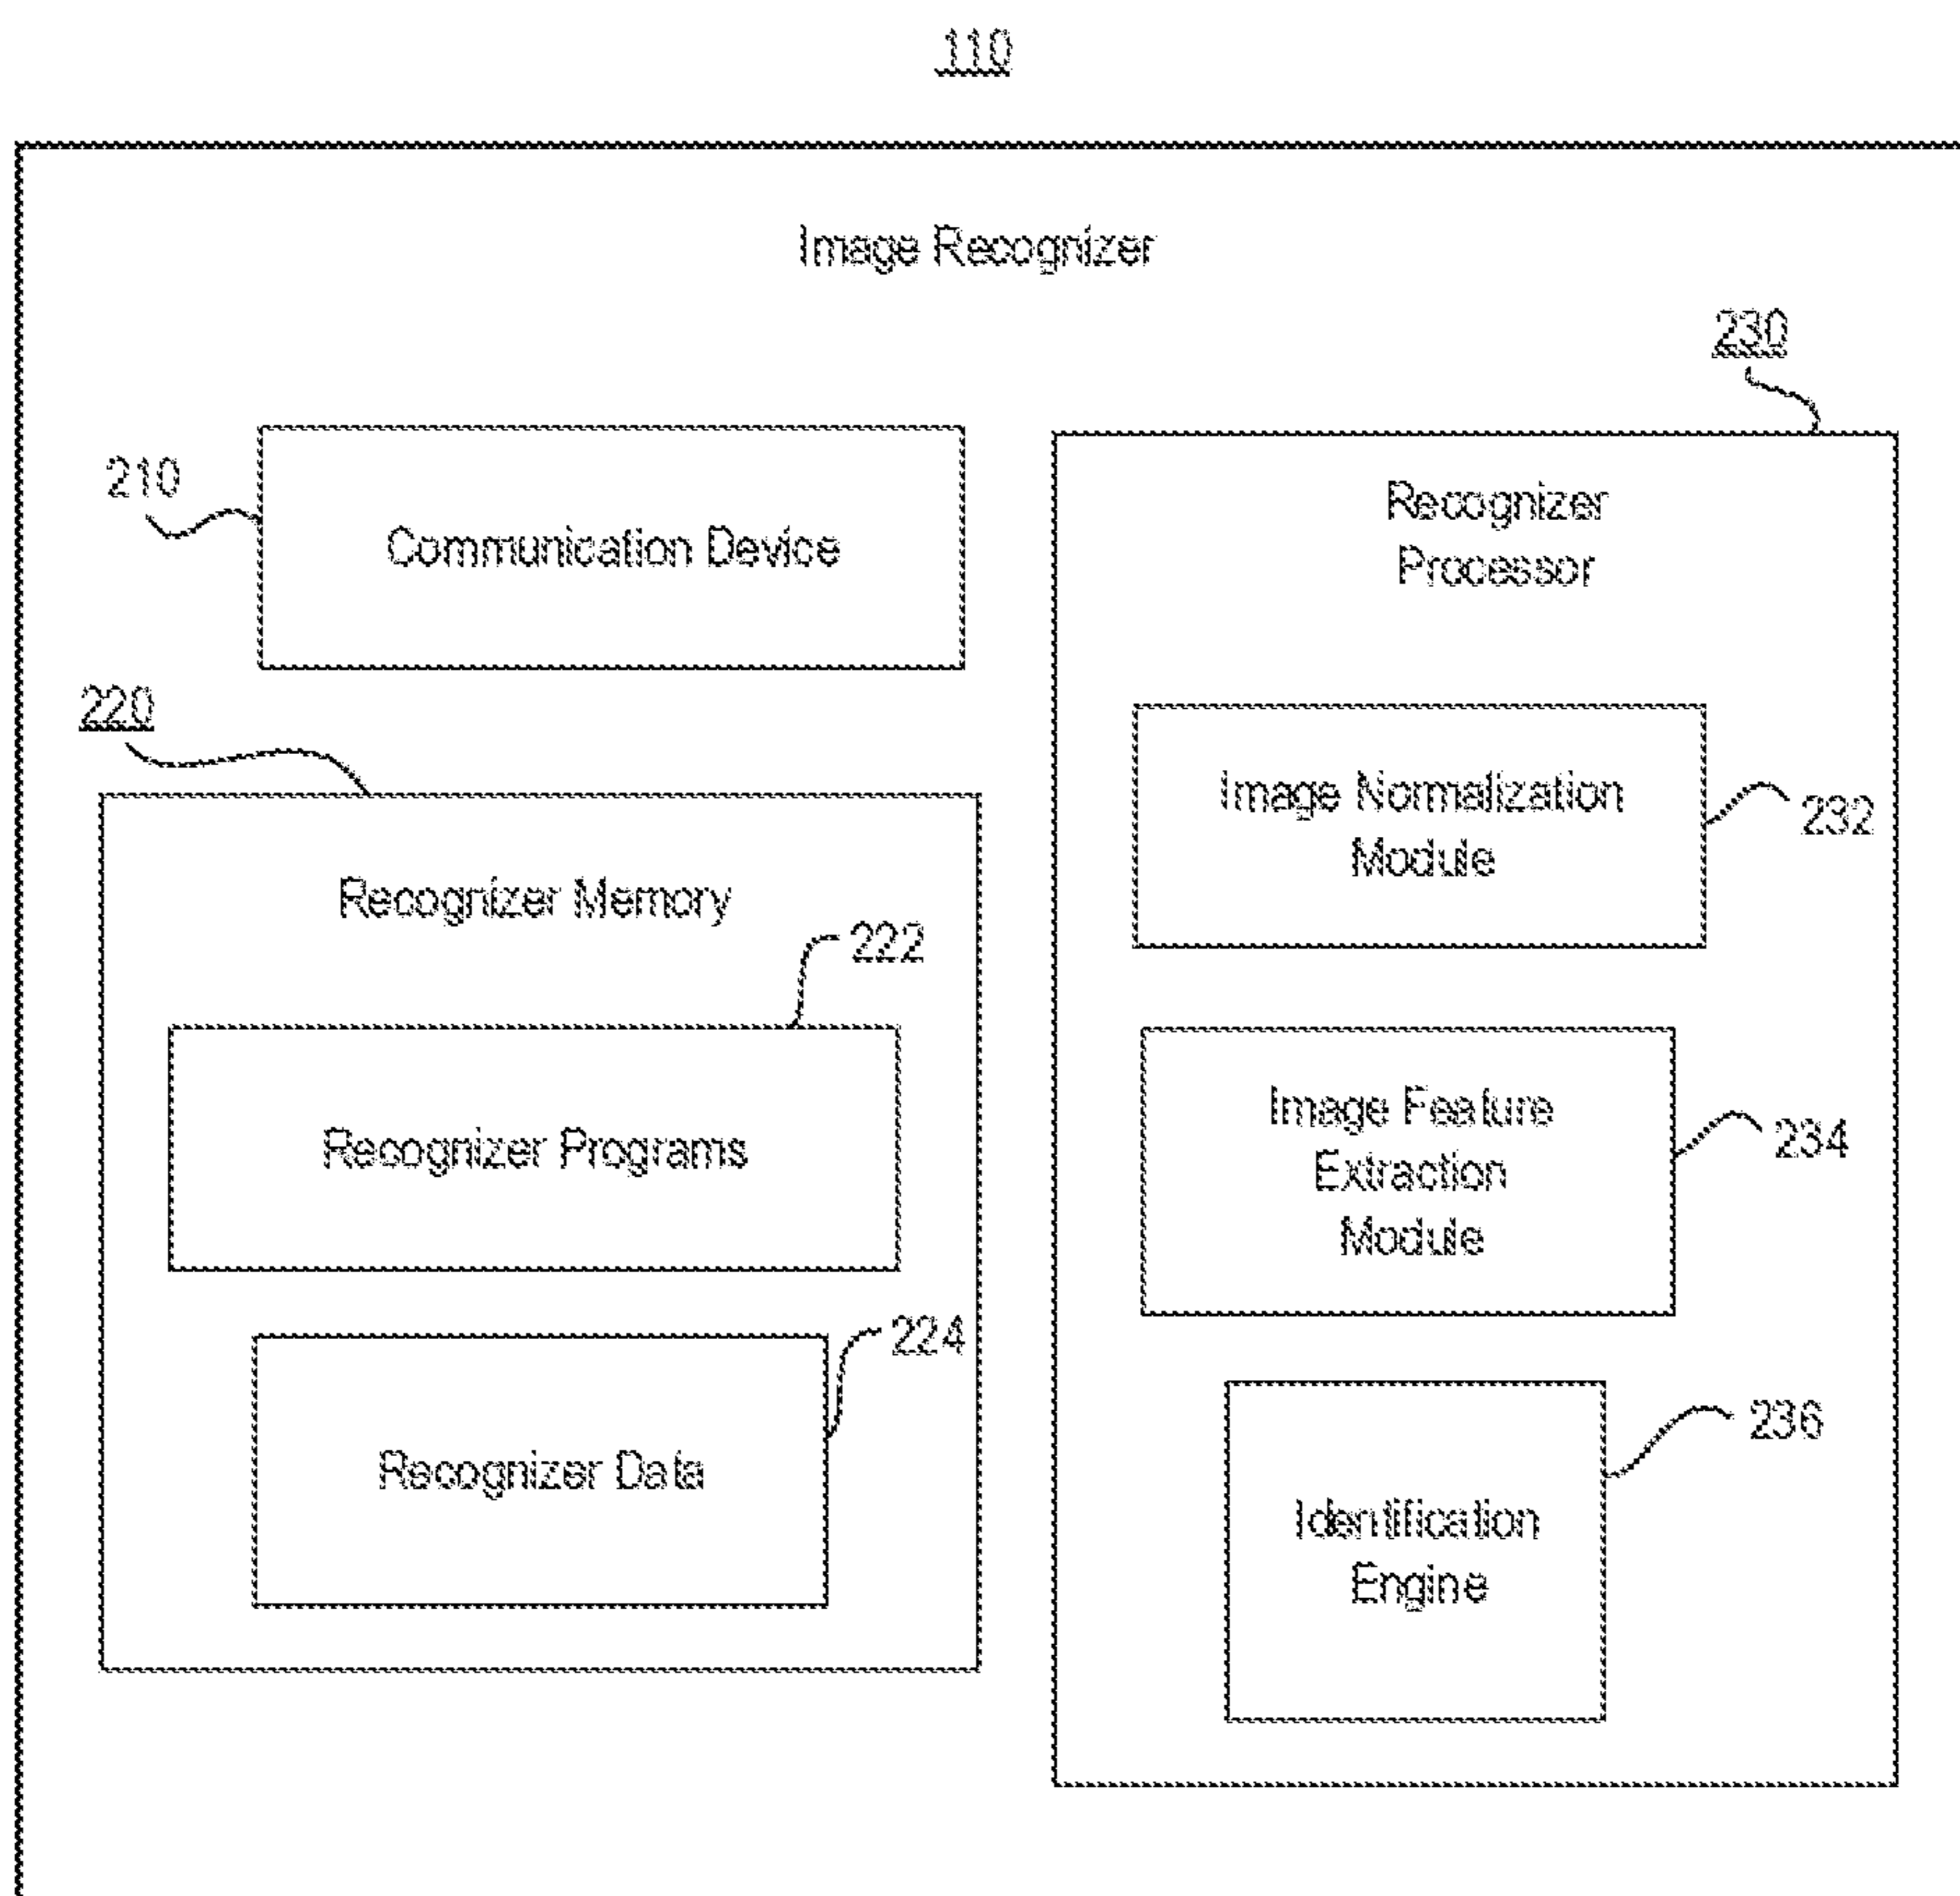 110
Image Recognizer
230
210
Communication Device
Recognizer
Processor
220
Image Normalization
Module
232
Recognizer Memory
222
Recognizer Programs
Image Feature
Extraction
Module
234
224
Recognizer Data
236
Identification
Engine